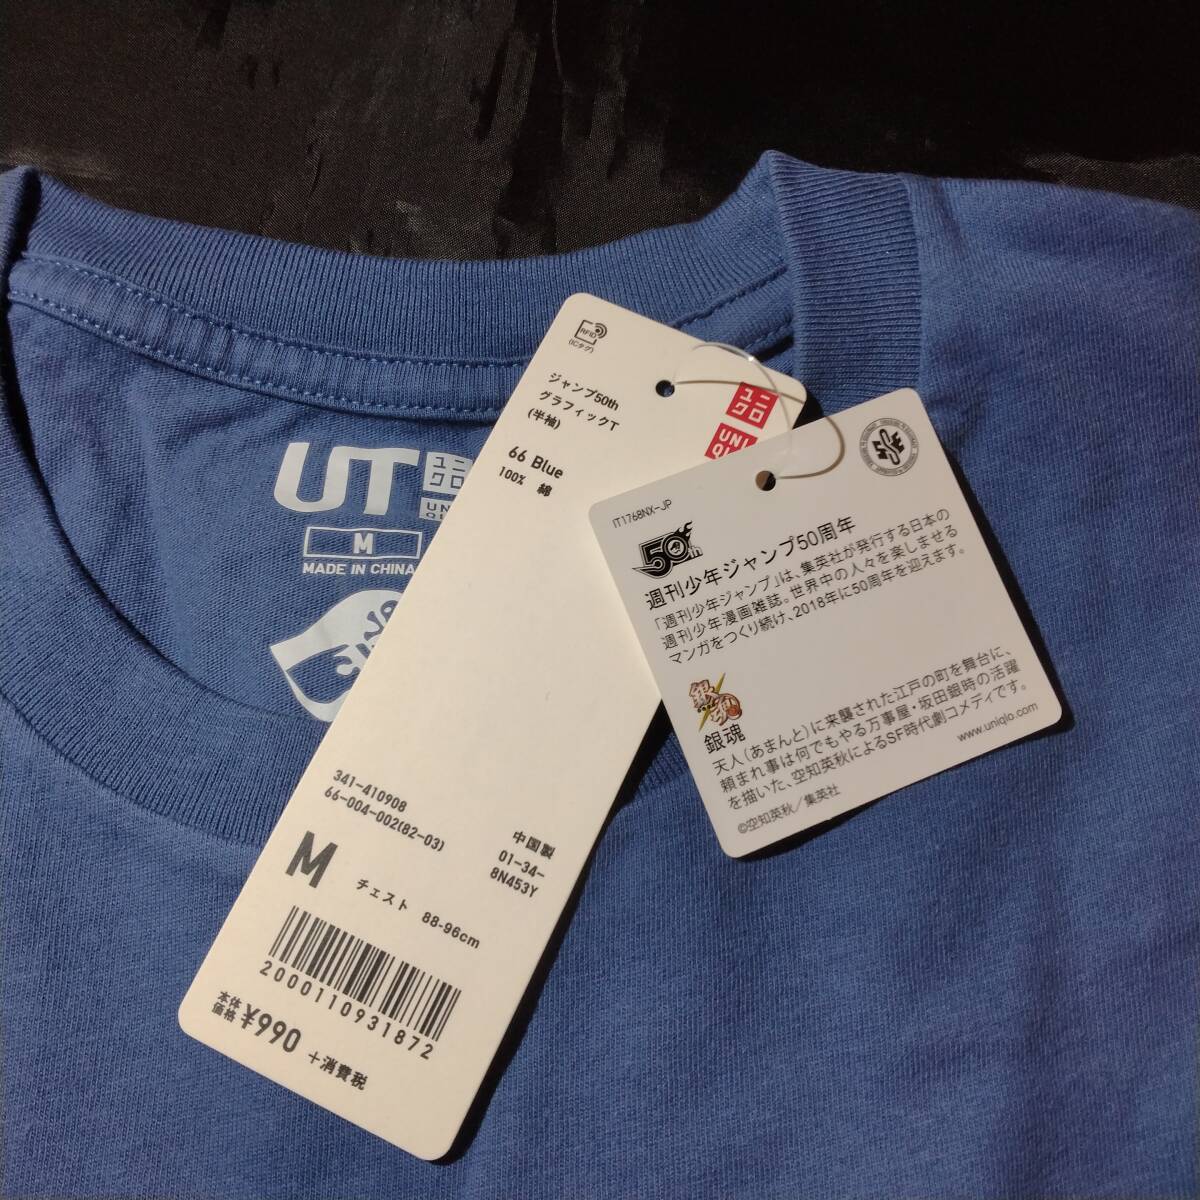 UT
ユニ
クロ
UNI
QL
M
MADE IN CHINA
RFID
(ICタグ)
ジャンプ50th
グラフィックT
(半袖)
66 Blue
100% 綿
ユニ
クロ
UNI
QLO
341-410908
66-004-002(82-03)
中国製
01-34-
8N453Y
M
チェスト 88-96cm
2000110931872
本体
価格 ¥990 +消費税
IT1768NX-JP
50th
週刊少年ジャンプ50周年
「週刊少年ジャンプ」は、集英社が発行する日本の
週刊少年漫画雑誌。世界中の人々を楽しませる
マンガをつくり続け、2018年に50周年を迎えます。
銀魂
銀魂
天人(あまんと)に来襲された江戸の町を舞台に、
頼まれ事は何でもやる万事屋・坂田銀時の活躍
を描いた、空知英秋によるSF時代劇コメディです。
www.uniqlo.com
©空知英秋/集英社